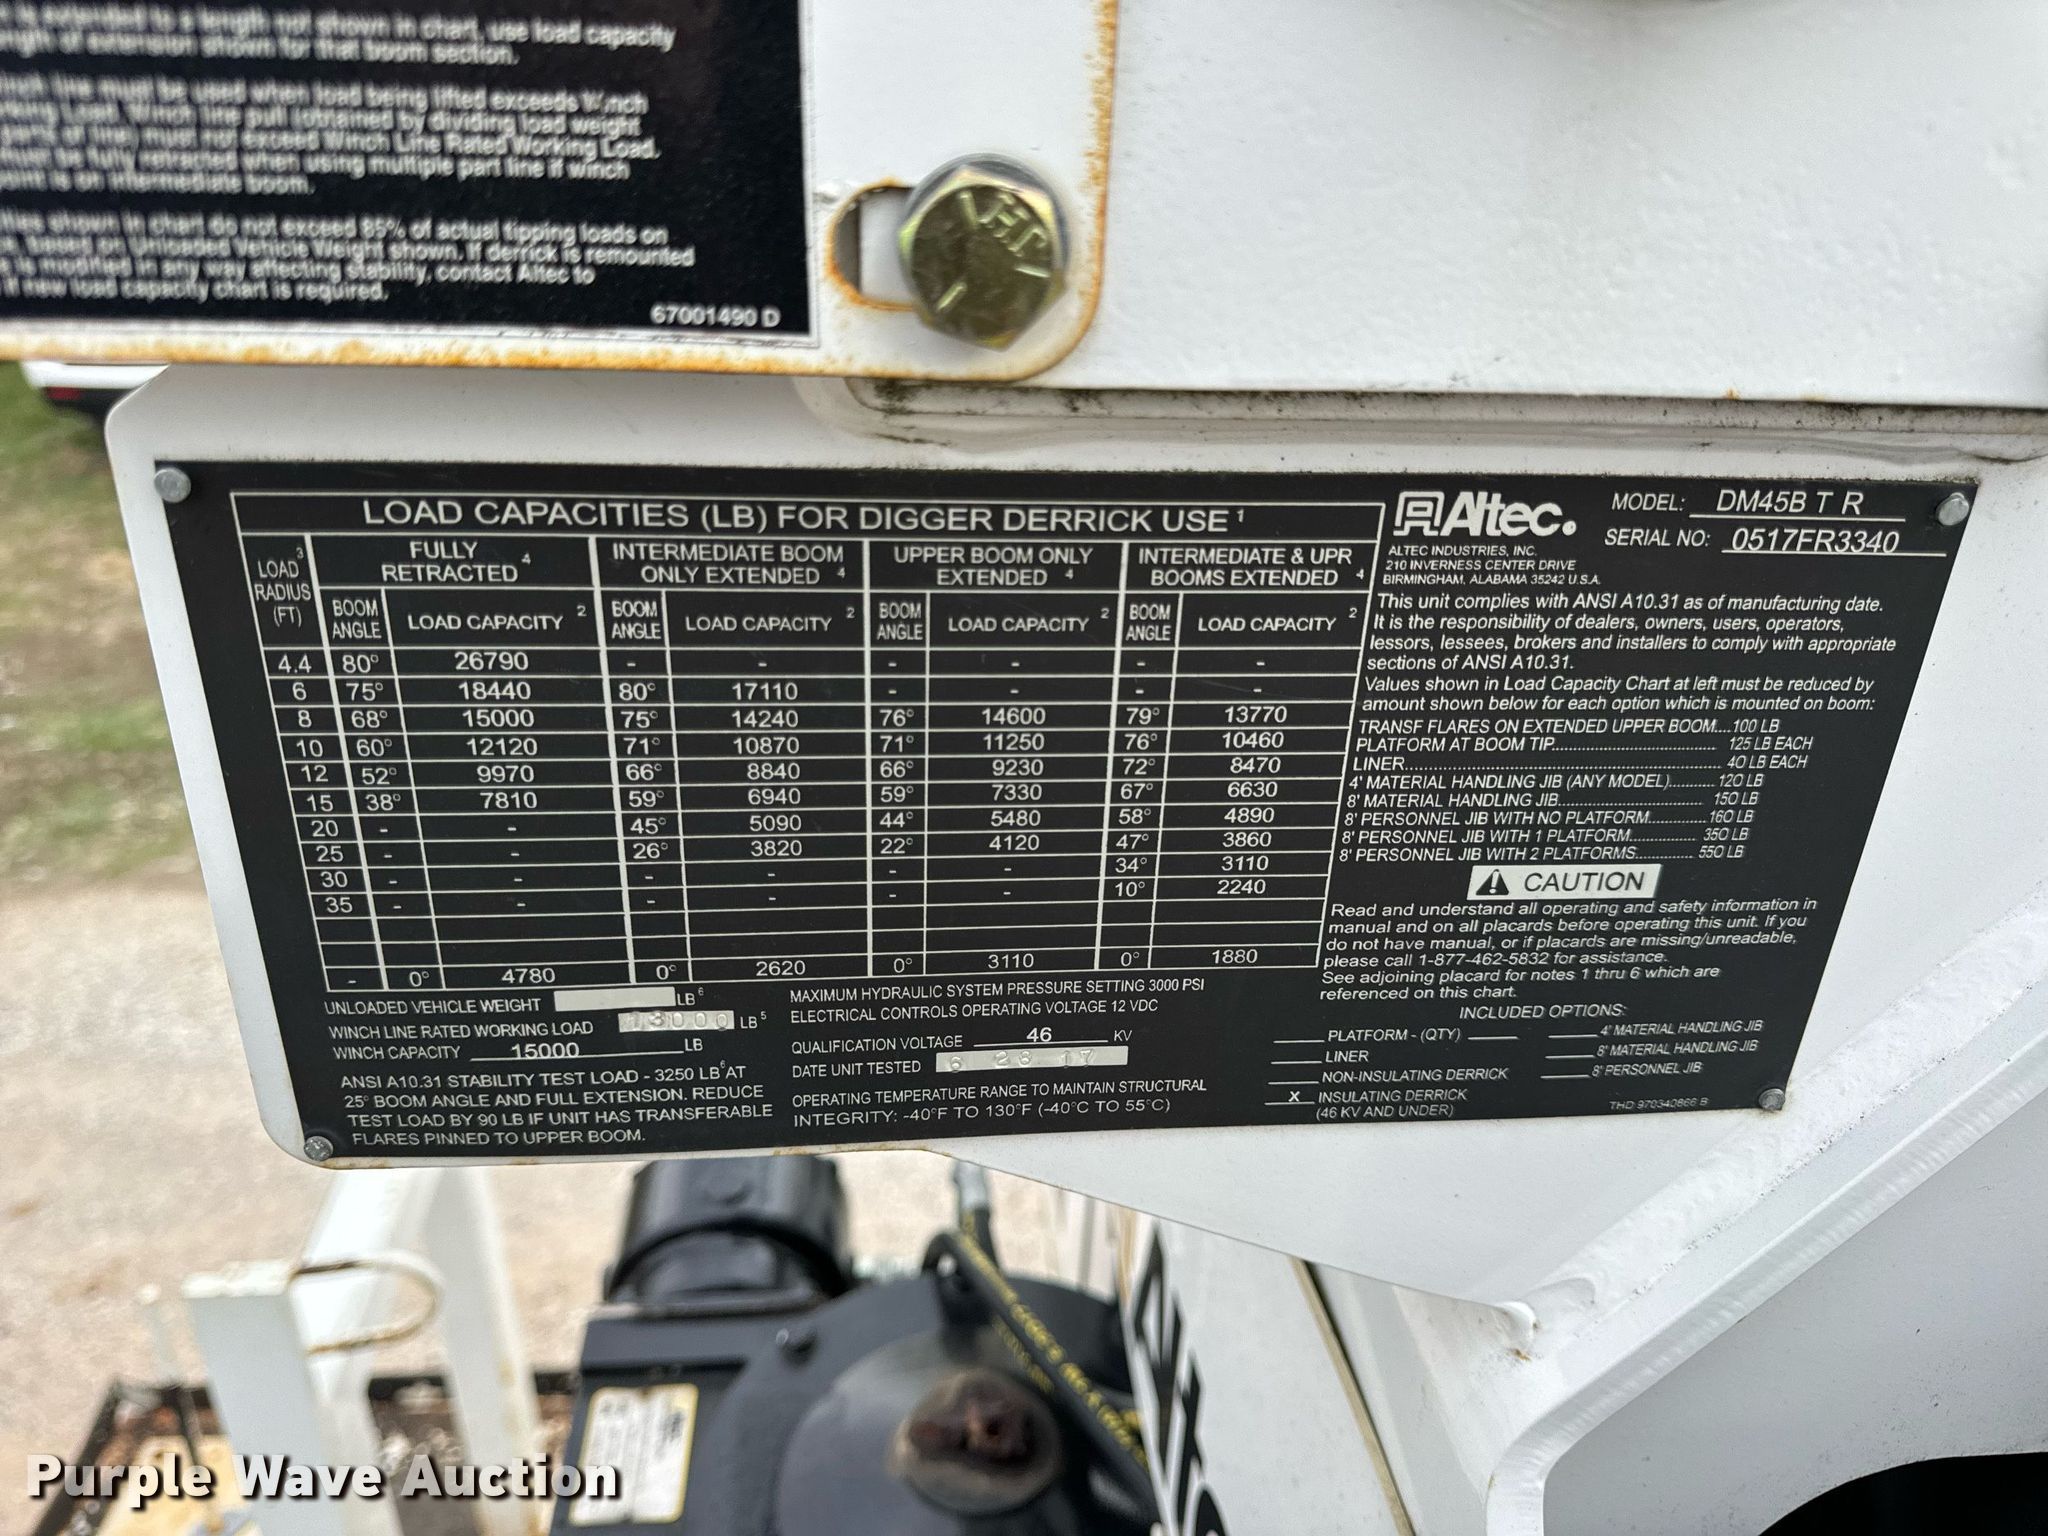 is extended to a length not shown in chart, use load capacity
length of extension shown for that boom section.
line must be used when load being lifted exceeds Winch
Load. Winch line pull (obtained by dividing load weight
parts of line) must not exceed Winch Line Rated Working Load.
must be fully retracted when using multiple part line if winch
point is on intermediate boom.
shown in chart do not exceed 85% of actual tipping loads on
based on Unloaded Vehicle Weight shown. If derrick is remounted
is modified in any way affecting stability, contact Altec to
if new load capacity chart is required.
67001490 D
LOAD CAPACITIES (LB) FOR DIGGER DERRICK USE 1
LOAD 3 RADIUS (FT)
FULLY RETRACTED 4
INTERMEDIATE BOOM ONLY EXTENDED 4
UPPER BOOM ONLY EXTENDED 4
INTERMEDIATE & UPR BOOMS EXTENDED 4
BOOM ANGLE LOAD CAPACITY 2 BOOM ANGLE LOAD CAPACITY 2 BOOM ANGLE LOAD CAPACITY 2 BOOM ANGLE LOAD CAPACITY 2
4.4 80° 26790 - - - - - -
6 75° 18440 80° 17110 - - - -
8 68° 15000 75° 14240 76° 14600 79° 13770
10 60° 12120 71° 10870 71° 11250 76° 10460
12 52° 9970 66° 8840 66° 9230 72° 8470
15 38° 7810 59° 6940 59° 7330 67° 6630
20 - - 45° 5090 44° 5480 58° 4890
25 - - 26° 3820 22° 4120 47° 3860
30 - - - - - - 34° 3110
35 - - - - - - 10° 2240
- 0° 4780 0° 2620 0° 3110 0° 1880
UNLOADED VEHICLE WEIGHT LB 6
WINCH LINE RATED WORKING LOAD 13000 LB 5
WINCH CAPACITY 15000 LB
ANSI A10.31 STABILITY TEST LOAD - 3250 LB 6 AT
25° BOOM ANGLE AND FULL EXTENSION. REDUCE
TEST LOAD BY 90 LB IF UNIT HAS TRANSFERABLE
FLARES PINNED TO UPPER BOOM.
MAXIMUM HYDRAULIC SYSTEM PRESSURE SETTING 3000 PSI
ELECTRICAL CONTROLS OPERATING VOLTAGE 12 VDC
QUALIFICATION VOLTAGE 46 KV
DATE UNIT TESTED 6 28 17
OPERATING TEMPERATURE RANGE TO MAINTAIN STRUCTURAL
INTEGRITY: -40°F TO 130°F (-40°C TO 55°C)
Altec.
ALTEC INDUSTRIES, INC.
210 INVERNESS CENTER DRIVE
BIRMINGHAM, ALABAMA 35242 U.S.A.
MODEL: DM45B T R
SERIAL NO: 0517FR3340
This unit complies with ANSI A10.31 as of manufacturing date.
It is the responsibility of dealers, owners, users, operators,
lessors, lessees, brokers and installers to comply with appropriate
sections of ANSI A10.31.
Values shown in Load Capacity Chart at left must be reduced by
amount shown below for each option which is mounted on boom:
TRANSF FLARES ON EXTENDED UPPER BOOM....100 LB
PLATFORM AT BOOM TIP.... 125 LB EACH
LINER.... 40 LB EACH
4' MATERIAL HANDLING JIB (ANY MODEL).... 120 LB
8' MATERIAL HANDLING JIB.... 150 LB
8' PERSONNEL JIB WITH NO PLATFORM.... 160 LB
8' PERSONNEL JIB WITH 1 PLATFORM.... 350 LB
8' PERSONNEL JIB WITH 2 PLATFORMS.... 550 LB
CAUTION
Read and understand all operating and safety information in
manual and on all placards before operating this unit. If you
do not have manual, or if placards are missing/unreadable,
please call 1-877-462-5832 for assistance.
See adjoining placard for notes 1 thru 6 which are
referenced on this chart.
INCLUDED OPTIONS:
PLATFORM - (QTY) ____ 4' MATERIAL HANDLING JIB
LINER ____ 8' MATERIAL HANDLING JIB
NON-INSULATING DERRICK ____ 8' PERSONNEL JIB
X INSULATING DERRICK
(46 KV AND UNDER)
THD 970340866 B
Purple Wave Auction